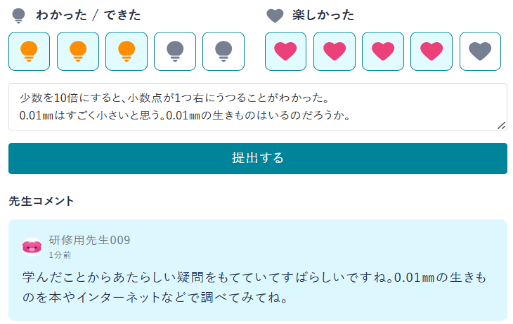 わかった / できた
楽しかった
少数を10倍にすると、小数点が1つ右にうつることがわかった。
0.01㎜はすごく小さいと思う。0.01㎜の生きものはいるのだろうか。
提出する
先生コメント
研修用先生009
1分前
学んだことからあたらしい疑問をもてていてすばらしいですね。0.01㎜の生きも
のを本やインターネットなどで調べてみてね。